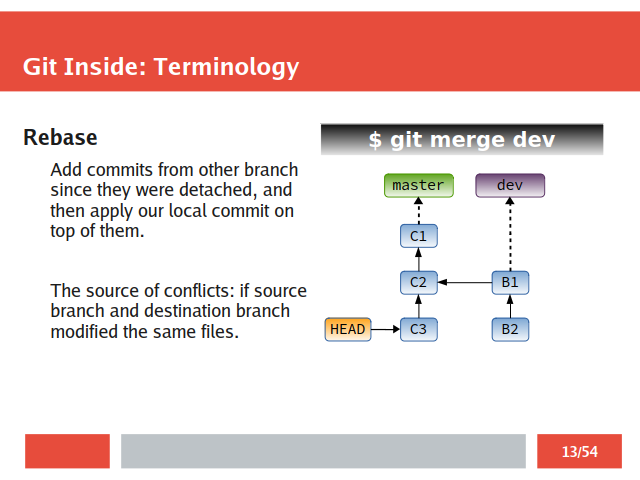 Git Inside: Terminology
Rebase
Add commits from other branch
since they were detached, and
then apply our local commit on
top of them.
The source of conflicts: if source
branch and destination branch
modified the same files.
$ git merge dev
master
dev
C1
C2
B1
HEAD
C3
B2
13/54